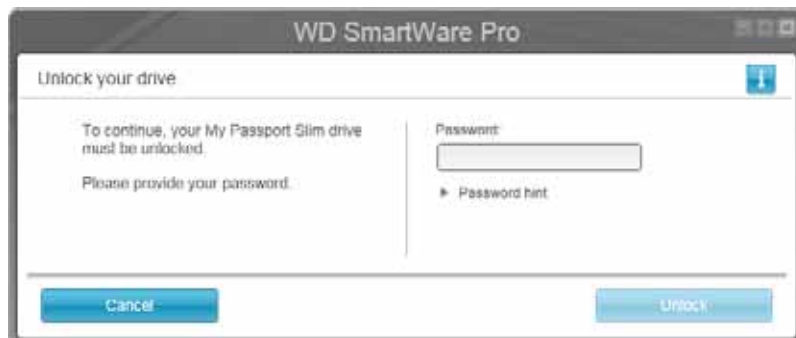 WD SmartWare Pro
Unlock your drive
To continue, your My Passport Slim drive
must be unlocked.
Please provide your password.
Password:
Password hint
Cancel
Unlock